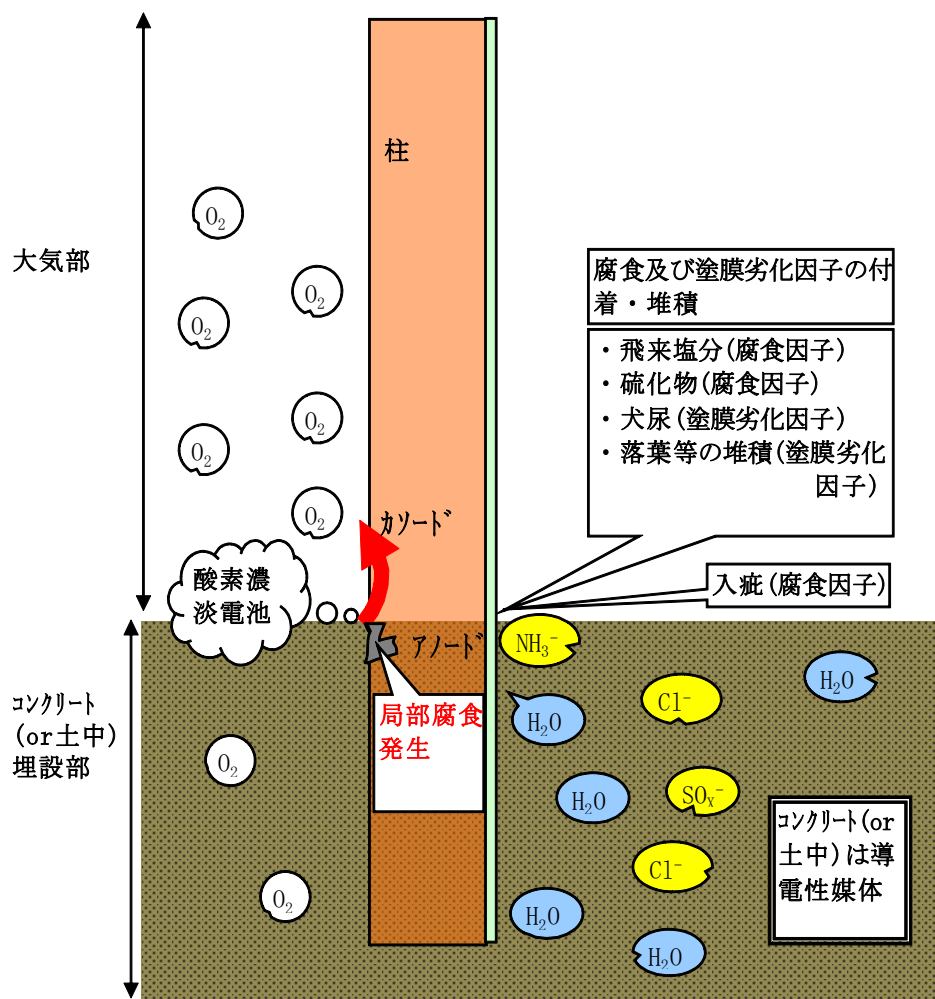 柱
O₂
大気部
O₂
O₂
O₂
O₂
O₂
腐食及び塗膜劣化因子の付
着・堆積
・飛来塩分(腐食因子)
・硫化物(腐食因子)
・犬尿(塗膜劣化因子)
・落葉等の堆積(塗膜劣化
因子)
ｶｿｰﾄﾞ
酸素濃
淡電池
入疵(腐食因子)
ｱﾉｰﾄﾞ
局部腐食
発生
ｺﾝｸﾘｰﾄ
(or土中)
埋設部
O₂
O₂
NH₃⁻
H₂O
Cl⁻
H₂O
H₂O
SOₓ⁻
Cl⁻
H₂O
H₂O
ｺﾝｸﾘｰﾄ(or
土中)は導
電性媒体